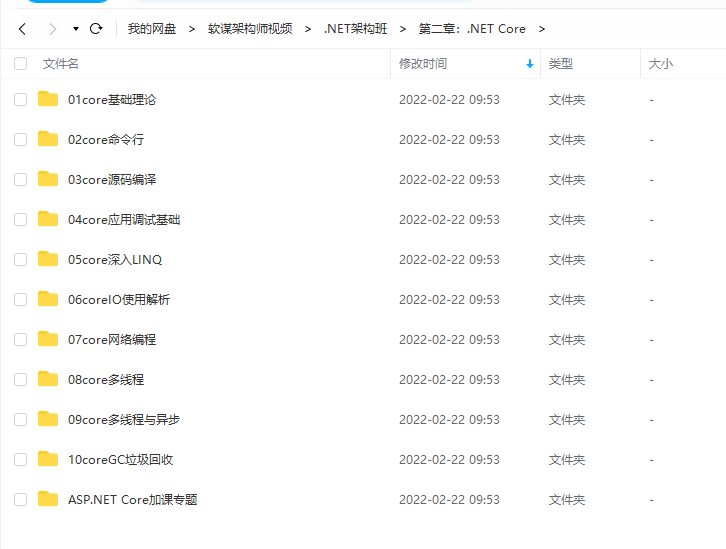 我的网盘 > 软谋架构师视频 > .NET架构班 > 第二章：.NET Core >
文件名 修改时间 类型 大小
01core基础理论 2022-02-22 09:53 文件夹 -
02core命令行 2022-02-22 09:53 文件夹 -
03core源码编译 2022-02-22 09:53 文件夹 -
04core应用调试基础 2022-02-22 09:53 文件夹 -
05core深入LINQ 2022-02-22 09:53 文件夹 -
06coreIO使用解析 2022-02-22 09:53 文件夹 -
07core网络编程 2022-02-22 09:53 文件夹 -
08core多线程 2022-02-22 09:53 文件夹 -
09core多线程与异步 2022-02-22 09:53 文件夹 -
10coreGC垃圾回收 2022-02-22 09:53 文件夹 -
ASP.NET Core加课专题 2022-02-22 09:53 文件夹 -